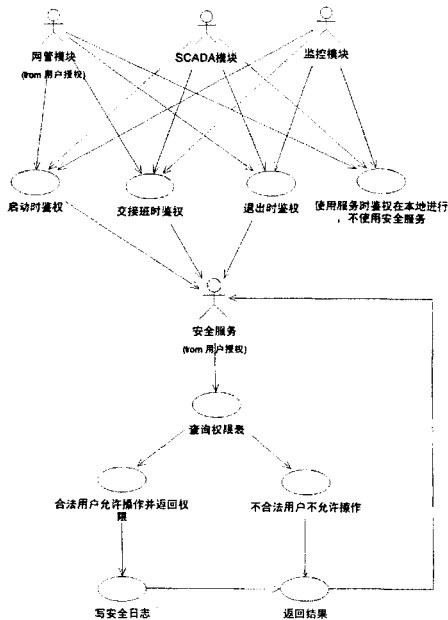 网管模块
(from 用户授权)
SCADA模块
监控模块
启动时鉴权
交接班时鉴权
退出时鉴权
使用服务时鉴权在本地进行
，不使用安全服务
安全服务
(from 用户授权)
查询权限表
合法用户允许操作并返回权
限
不合法用户不允许操作
写安全日志
返回结果